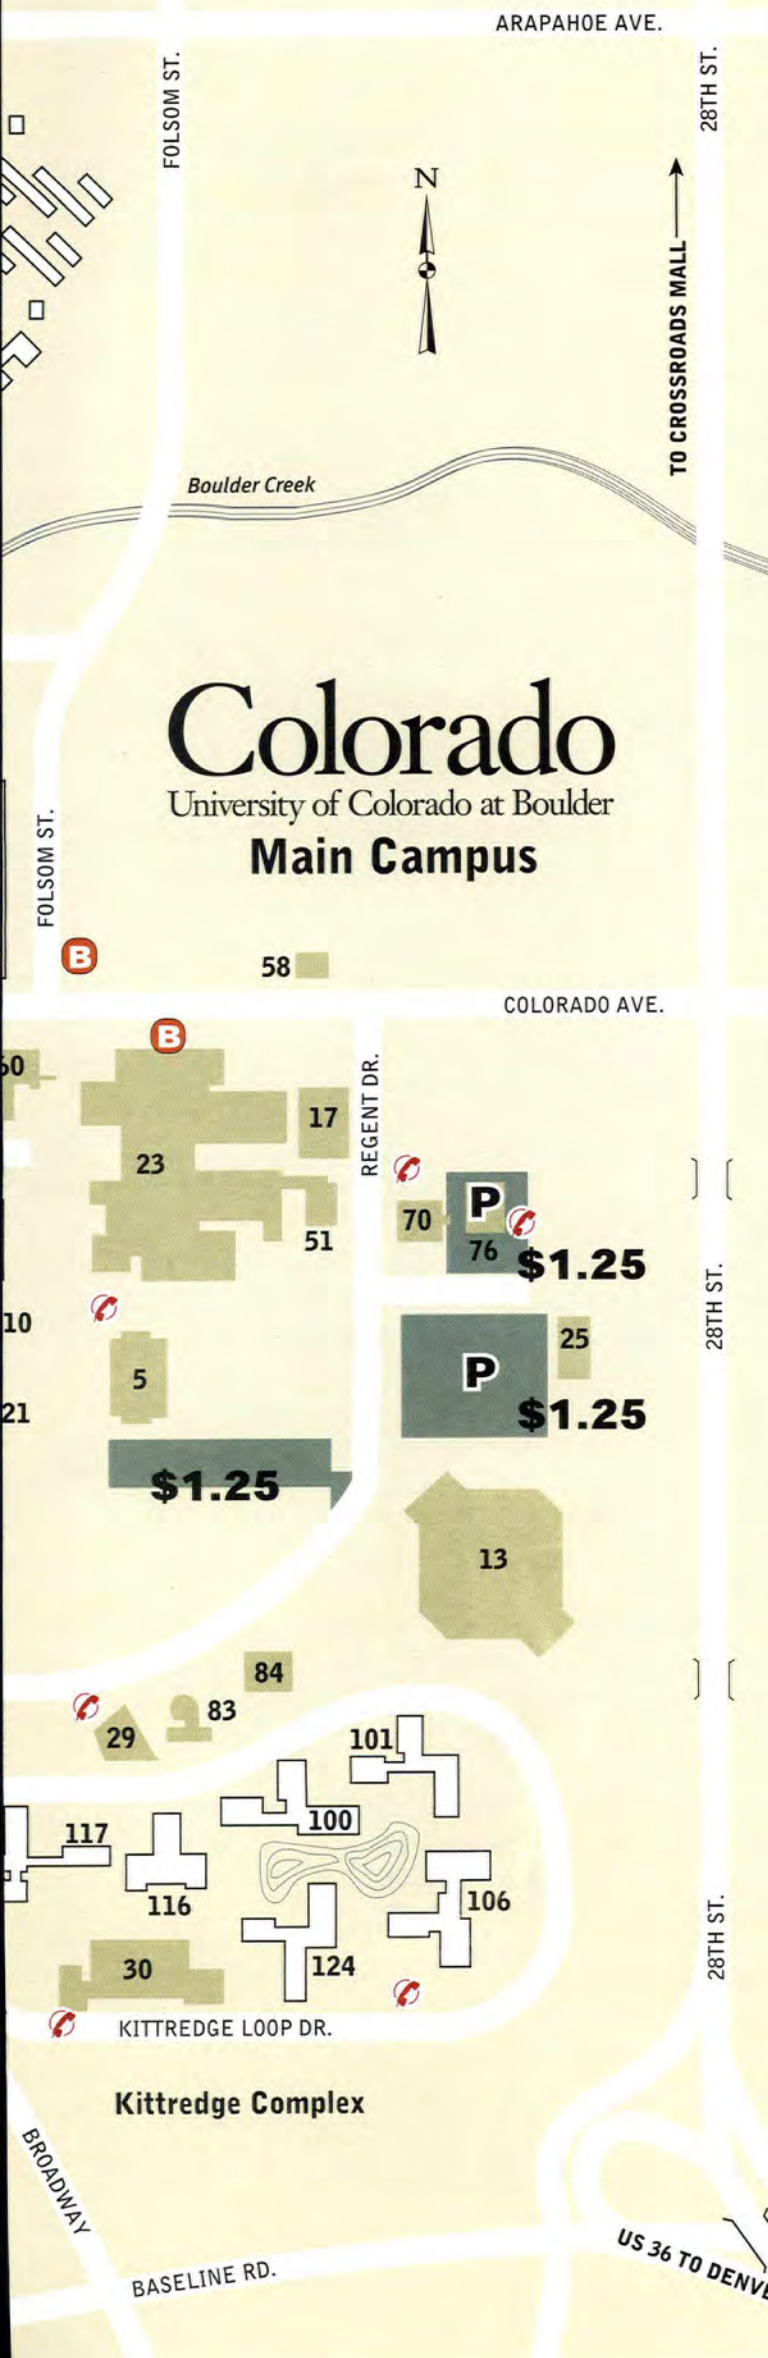 ARAPAHOE AVE.
FOLSOM ST.
28TH ST.
N
TO CROSSROADS MALL
Boulder Creek
Colorado
University of Colorado at Boulder
Main Campus
FOLSOM ST.
B
58
COLORADO AVE.
B
REGENT DR.
60
17
23
P
70
51
76
$1.25
28TH ST.
10
25
5
P
21
$1.25
$1.25
13
84
83
29
101
100
117
106
116
124
30
28TH ST.
KITTREDGE LOOP DR.
Kittredge Complex
BROADWAY
US 36 TO DENVE
BASELINE RD.